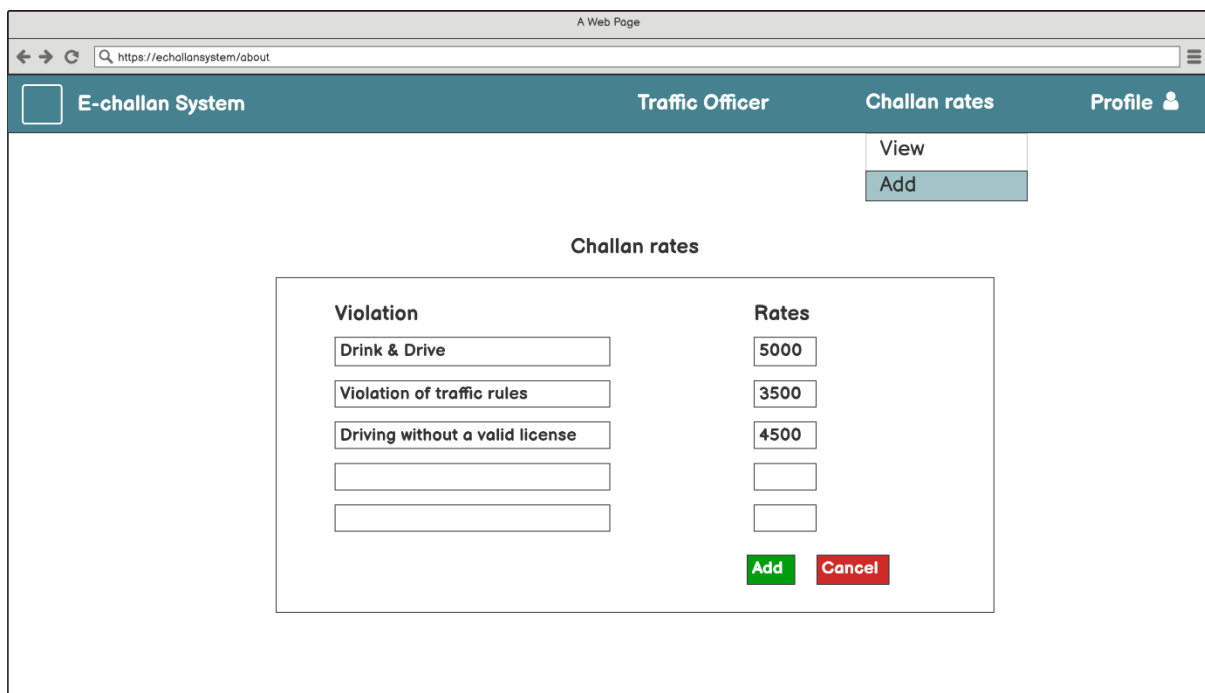 A Web Page
https://echallansystem/about
E-challan System Traffic Officer Challan rates Profile
View
Add
Challan rates
Violation Rates
Drink & Drive 5000
Violation of traffic rules 3500
Driving without a valid license 4500
Add Cancel